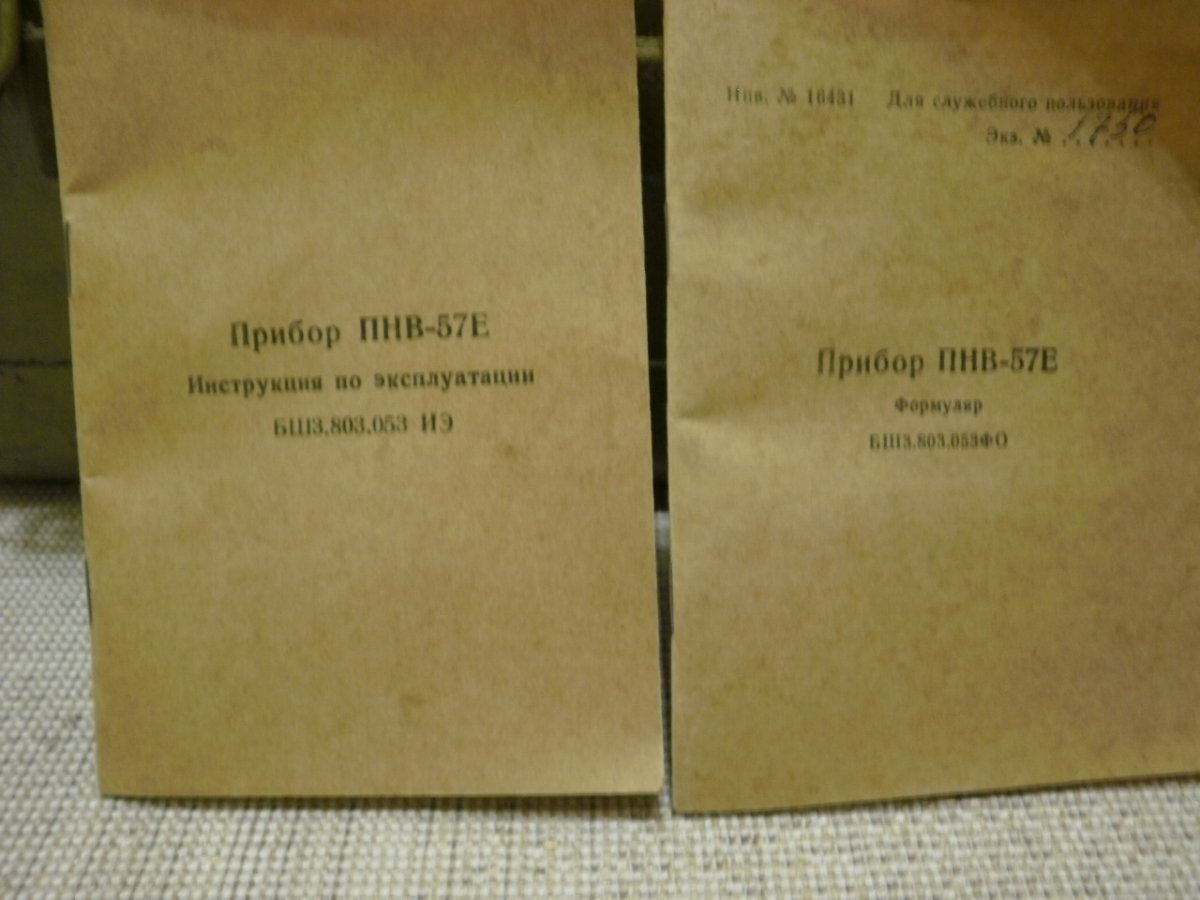 Прибор ПНВ-57Е
Инструкция по эксплуатации
БШ3.803.053 ИЭ
Инв. № 16431 Для служебного пользования
Экз. № 1750
Прибор ПНВ-57Е
Формуляр
БШ3.803.053ФО